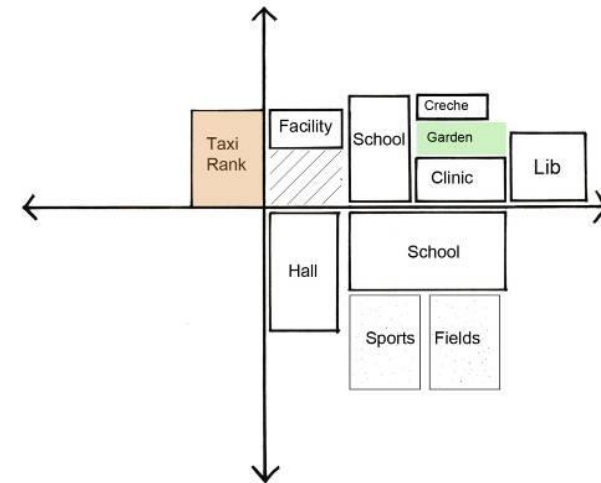 Creche
Facility
Taxi
Rank
School
Garden
Lib
Clinic
School
Hall
Sports
Fields